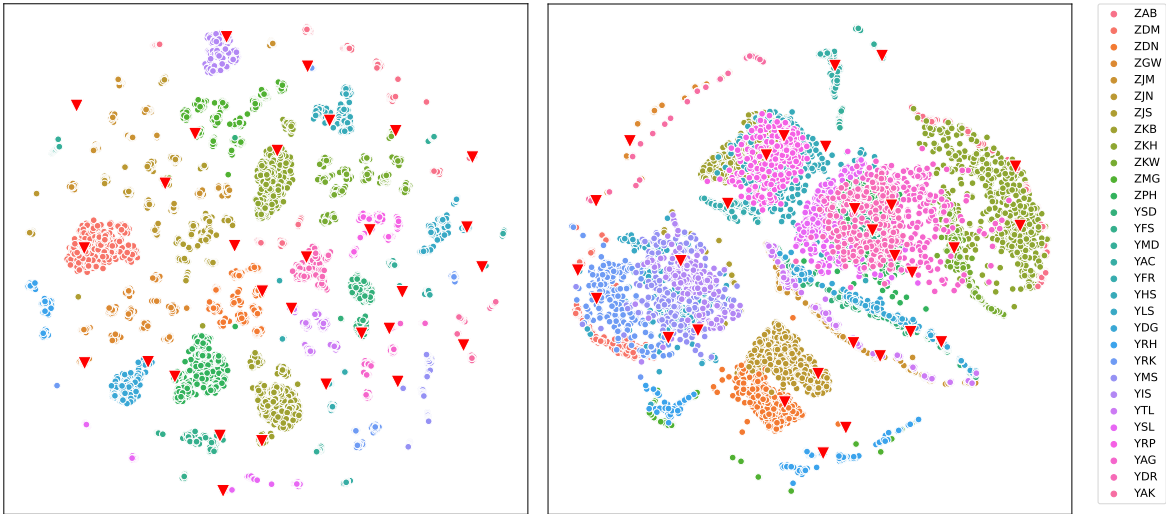 ZAB
ZDM
ZDN
ZGW
ZJM
ZJN
ZJS
ZKB
ZKH
ZKW
ZMG
ZPH
YSD
YFS
YMD
YAC
YFR
YHS
YLS
YDG
YRH
YRK
YMS
YIS
YTL
YSL
YRP
YAG
YDR
YAK